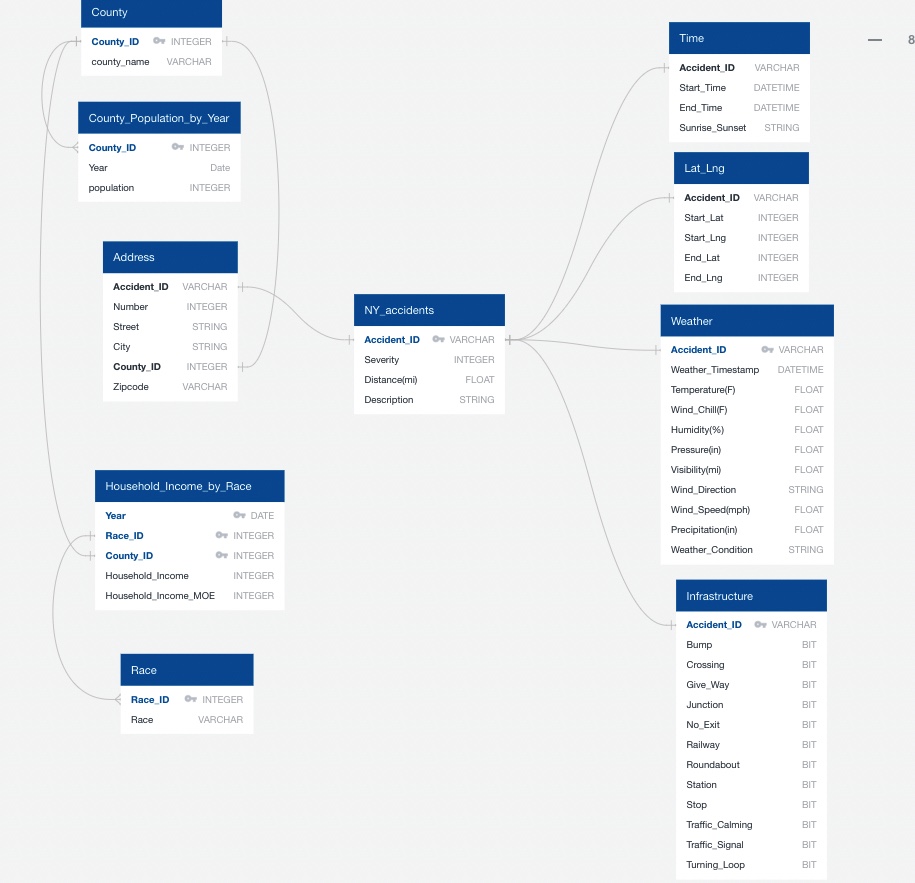 County
County_ID INTEGER
county_name VARCHAR
County_Population_by_Year
County_ID INTEGER
Year Date
population INTEGER
Address
Accident_ID VARCHAR
Number INTEGER
Street STRING
City STRING
County_ID INTEGER
Zipcode VARCHAR
Household_Income_by_Race
Year DATE
Race_ID INTEGER
County_ID INTEGER
Household_Income INTEGER
Household_Income_MOE INTEGER
Race
Race_ID INTEGER
Race VARCHAR
NY_accidents
Accident_ID VARCHAR
Severity INTEGER
Distance(mi) FLOAT
Description STRING
Time
Accident_ID VARCHAR
Start_Time DATETIME
End_Time DATETIME
Sunrise_Sunset STRING
Lat_Lng
Accident_ID VARCHAR
Start_Lat INTEGER
Start_Lng INTEGER
End_Lat INTEGER
End_Lng INTEGER
Weather
Accident_ID VARCHAR
Weather_Timestamp DATETIME
Temperature(F) FLOAT
Wind_Chill(F) FLOAT
Humidity(%) FLOAT
Pressure(in) FLOAT
Visibility(mi) FLOAT
Wind_Direction STRING
Wind_Speed(mph) FLOAT
Precipitation(in) FLOAT
Weather_Condition STRING
Infrastructure
Accident_ID VARCHAR
Bump BIT
Crossing BIT
Give_Way BIT
Junction BIT
No_Exit BIT
Railway BIT
Roundabout BIT
Station BIT
Stop BIT
Traffic_Calming BIT
Traffic_Signal BIT
Turning_Loop BIT
— 8